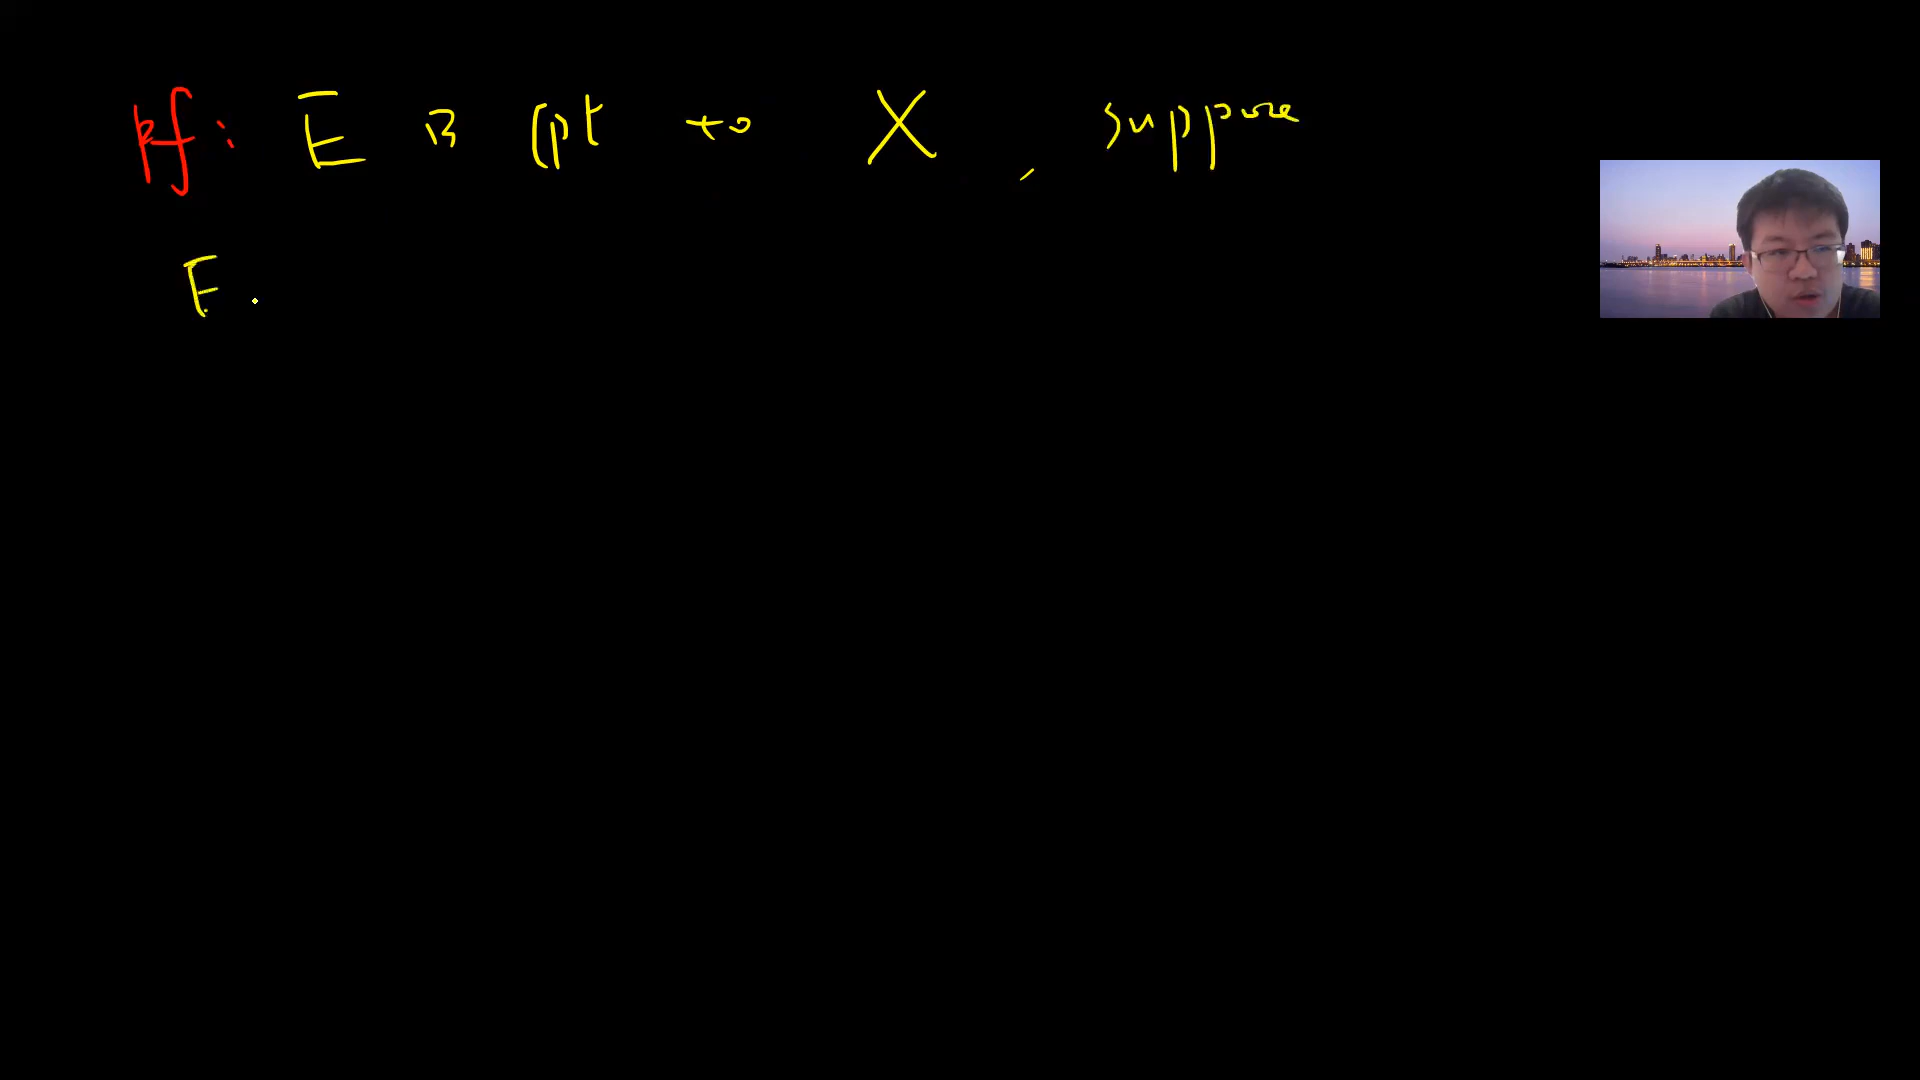 pf: E is cpt to X, suppose
E.